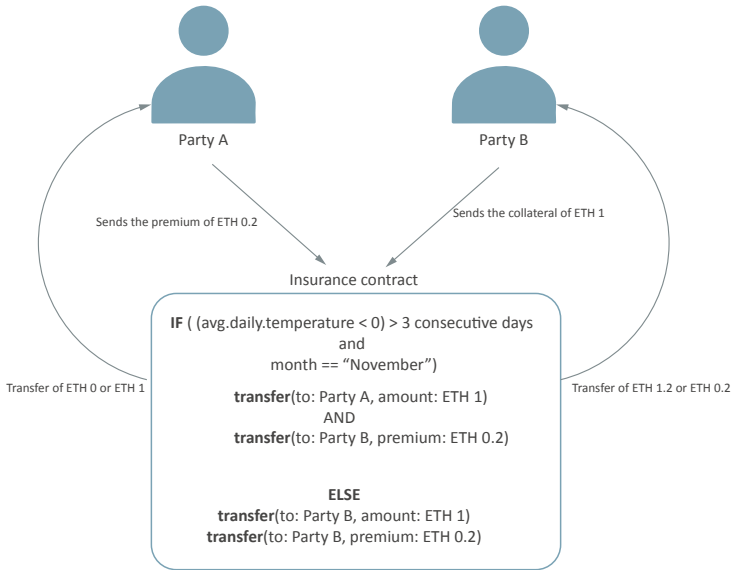 Party A
Party B
Sends the premium of ETH 0.2
Sends the collateral of ETH 1
Insurance contract
IF ( (avg.daily.temperature < 0) > 3 consecutive days
and
month == “November”)
Transfer of ETH 0 or ETH 1
Transfer of ETH 1.2 or ETH 0.2
transfer(to: Party A, amount: ETH 1)
AND
transfer(to: Party B, premium: ETH 0.2)
ELSE
transfer(to: Party B, amount: ETH 1)
transfer(to: Party B, premium: ETH 0.2)